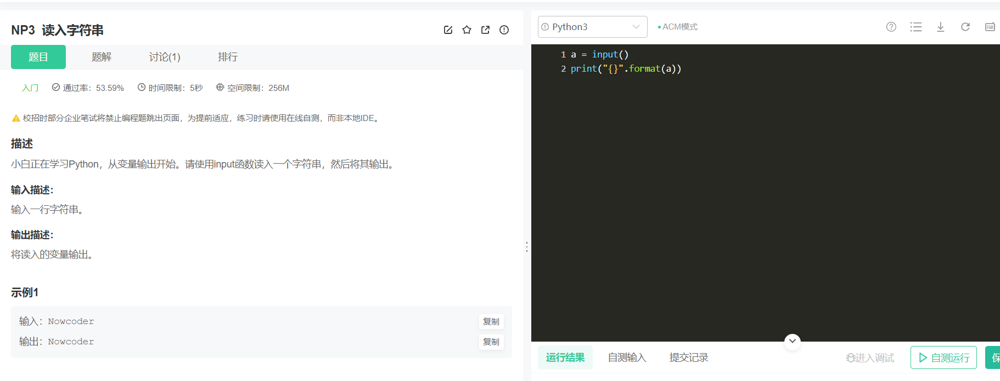 NP3 读入字符串
题目 题解 讨论(1) 排行
入门 通过率：53.59% 时间限制：5秒 空间限制：256M
校招时部分企业笔试将禁止编程题跳出页面，为提前适应，练习时请使用在线自测，而非本地IDE。
描述
小白正在学习Python，从变量输出开始。请使用input函数读入一个字符串，然后将其输出。
输入描述：
输入一行字符串。
输出描述：
将读入的变量输出。
示例1
输入：Nowcoder 复制
输出：Nowcoder 复制
Python3 ACM模式
1 a = input()
2 print("{}".format(a))
运行结果 自测输入 提交记录 进入调试 自测运行 保